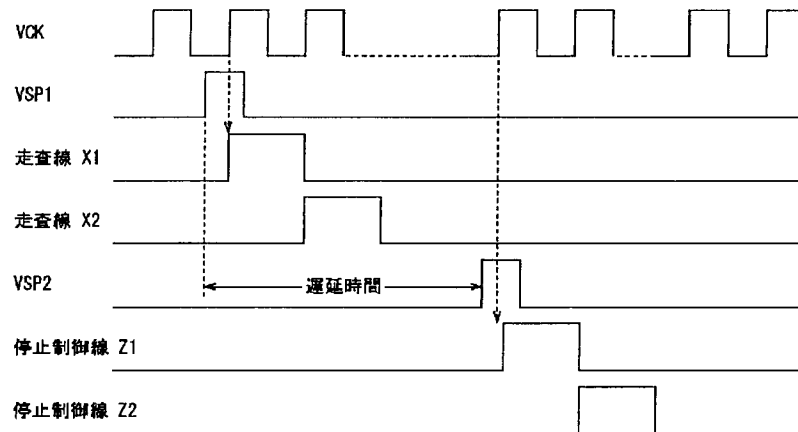 VCK
VSP1
走査線 X1
走査線 X2
VSP2
遅延時間
停止制御線 Z1
停止制御線 Z2